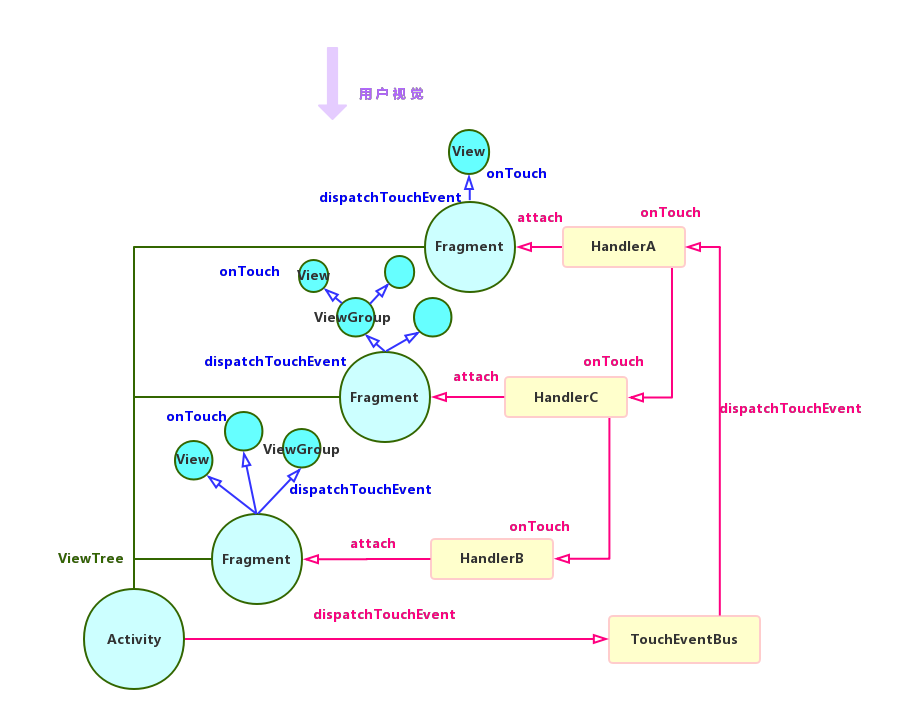 用户视觉
View
onTouch
dispatchTouchEvent
attach
onTouch
Fragment
HandlerA
onTouch
View
ViewGroup
dispatchTouchEvent
onTouch
attach
Fragment
HandlerC
dispatchTouchEvent
onTouch
ViewGroup
View
dispatchTouchEvent
onTouch
attach
ViewTree
Fragment
HandlerB
dispatchTouchEvent
Activity
TouchEventBus